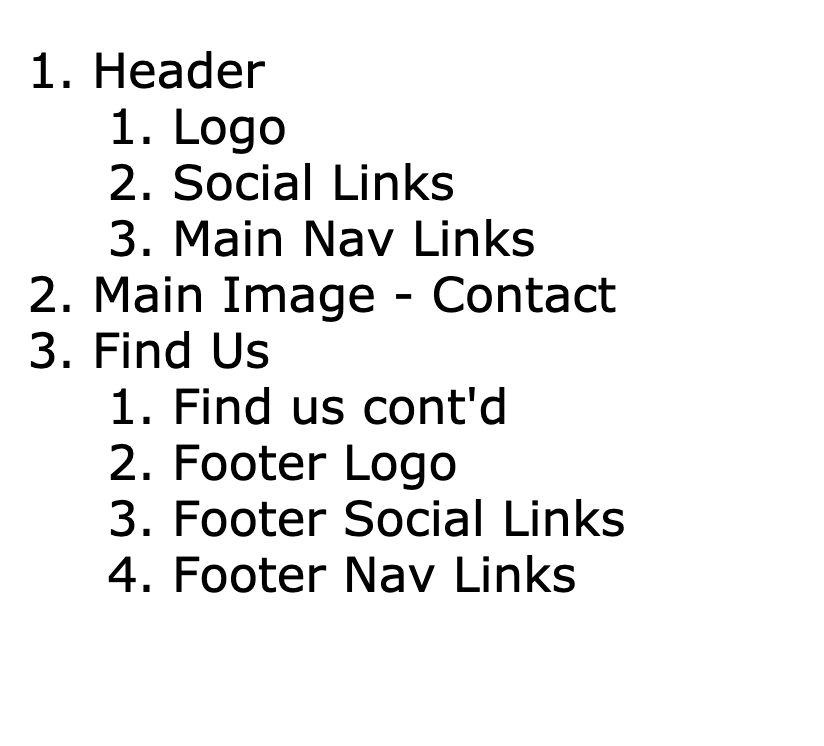 1. Header
1. Logo
2. Social Links
3. Main Nav Links
2. Main Image - Contact
3. Find Us
1. Find us cont'd
2. Footer Logo
3. Footer Social Links
4. Footer Nav Links